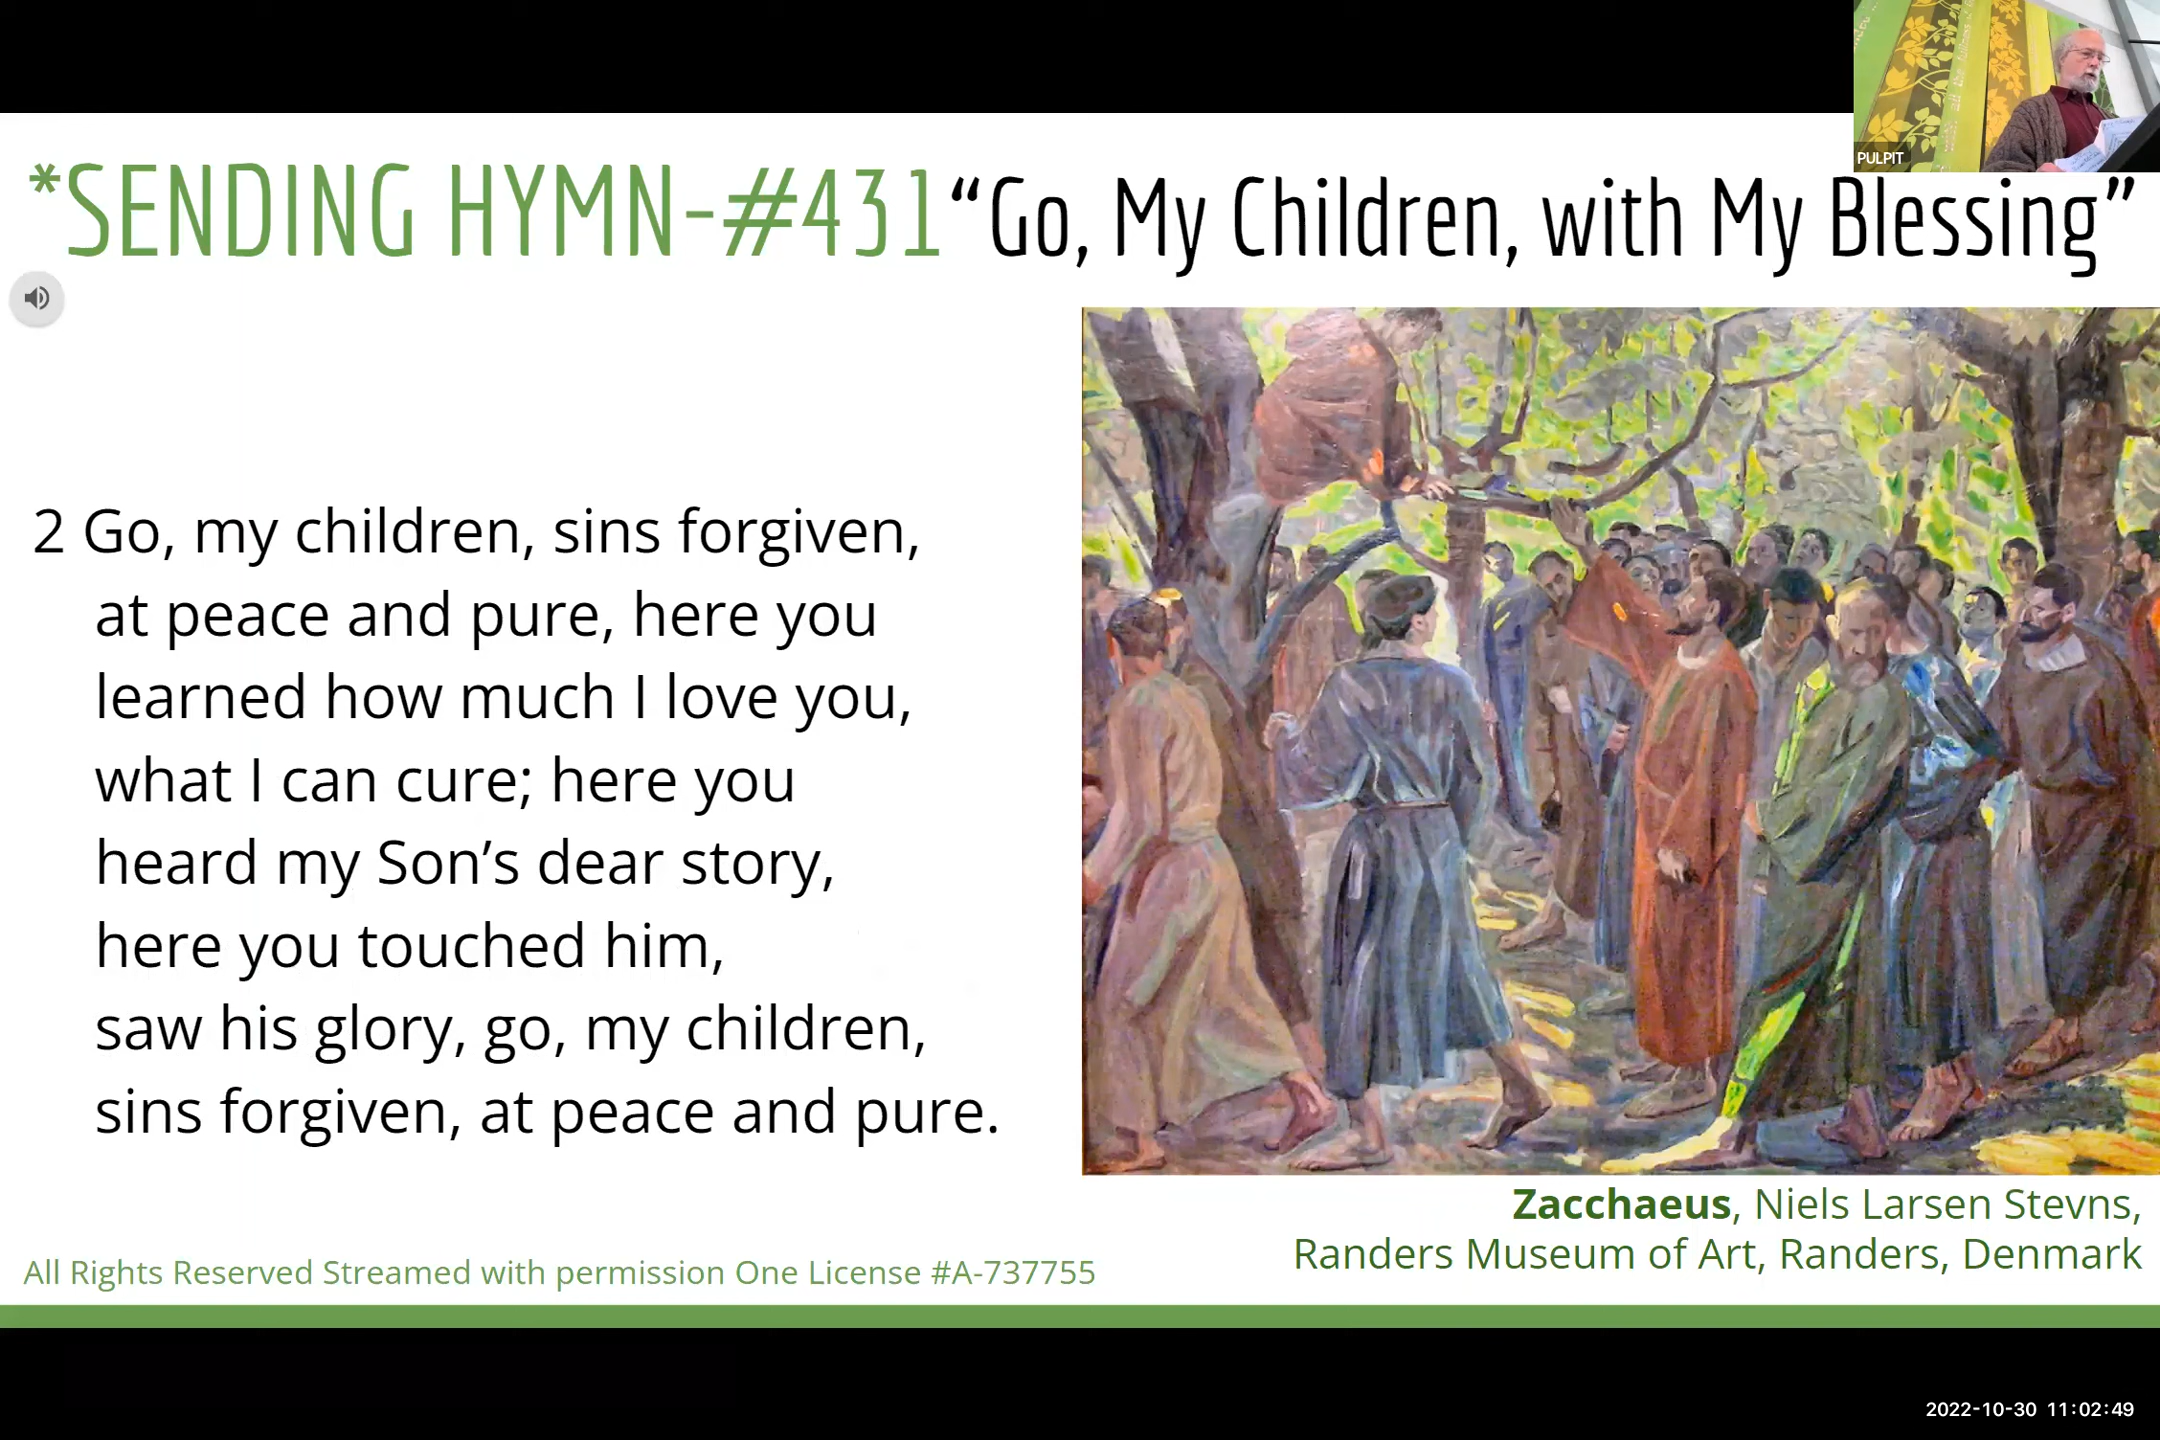 PULPIT
*SENDING HYMN-#431 “Go, My Children, with My Blessing”
2 Go, my children, sins forgiven,
at peace and pure, here you
learned how much I love you,
what I can cure; here you
heard my Son’s dear story,
here you touched him,
saw his glory, go, my children,
sins forgiven, at peace and pure.
Zacchaeus, Niels Larsen Stevns,
Randers Museum of Art, Randers, Denmark
All Rights Reserved Streamed with permission One License #A-737755
2022-10-30 11:02:49